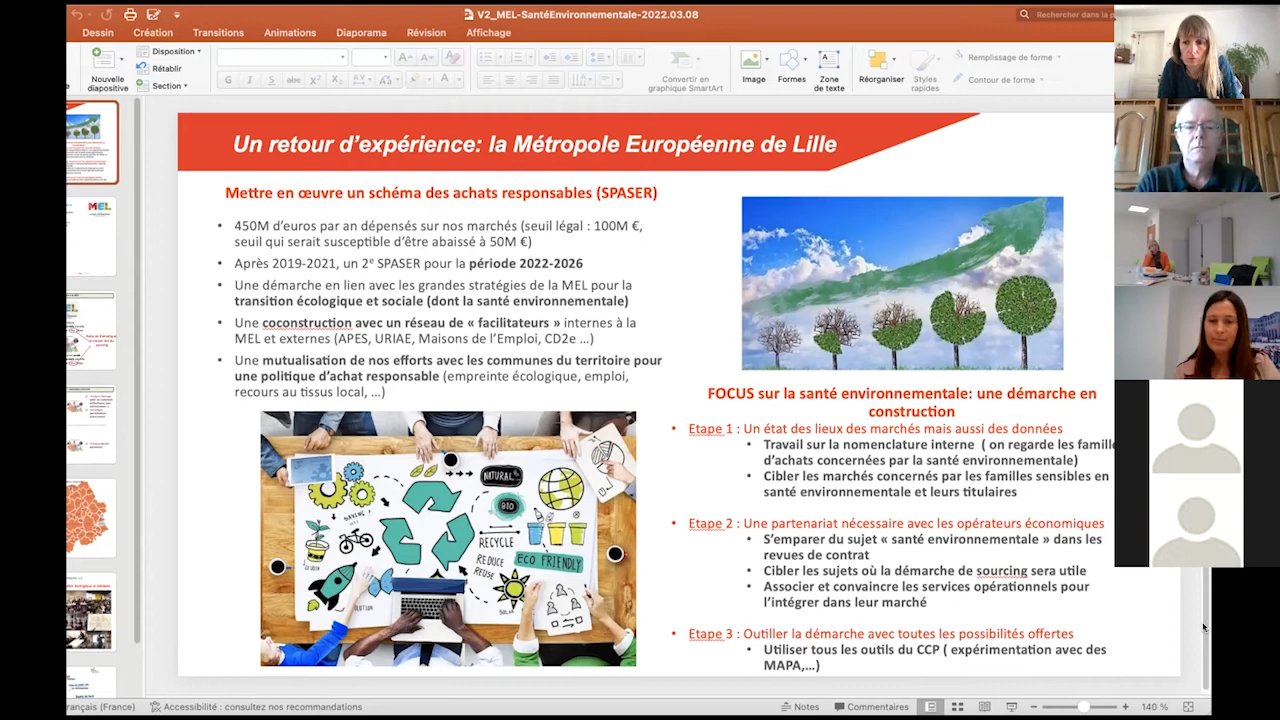 V2_MEL-SantéEnvironnementale-2022.03.08
Rechercher dans la p
Dessin Création Transitions Animations Diaporama Révision Affichage
Nouvelle
diapositive
Disposition
Rétablir
Section
Convertir en
graphique SmartArt
Image
Formes
Zone
de texte
Réorganiser
Styles
rapides
Remplissage de forme
Contour de forme
Un retour d'expérience: la Métropole Européenne de Lille
Mettre en œuvre un schéma des achats responsables (SPASER)
• 450M d'euros par an dépensés sur nos marchés (seuil légal : 100M €,
seuil qui serait susceptible d'être abaissé à 50M €)
• Après 2019-2021, un 2e SPASER pour la période 2022-2026
• Une démarche en lien avec les grandes stratégies de la MEL pour la
transition écologique et sociale (dont la santé environnementale)
• Une coconstruction avec un réseau de « facilitateurs » internes à la
MEL et externes (APES, URIAE, Maisons de l'Emploi, CD2e ...)
• Une mutualisation de nos efforts avec les communes du territoire pour
une politique d'achat responsable (empreinte écologique, emploi,
recours au tissus local, ...)
NATURAL
BIO
SAVING!
RECYCLE
REDUCE
REUSE
ECO FRIENDLY
SOLAR
FOCUS sur la santé environnementale: une démarche en
construction
• Etape 1 : Un état des lieux des marchés mais aussi des données
• Travail sur la nomenclature interne ( on regarde les famille
d'achats concernées par la santé environnementale)
• Cibler les marchés concernés par les familles sensibles en
santé environnementale et leurs titulaires
• Etape 2 : Une partenariat nécessaire avec les opérateurs économiques
• S'emparer du sujet « santé environnementale » dans les
revues de contrat
• Cibler les sujets où la démarche de sourcing sera utile
• Associer et convaincre les services opérationnels pour
l'intégrer dans leur marché
• Etape 3 : Outiller la démarche avec toutes les possibilités offertes
• Utiliser tous les outils du CCP ( expérimentation avec des
MAPA,...)
MEL
rançais (France)
Accessibilité : consultez nos recommandations
Notes
Commentaires
140 %